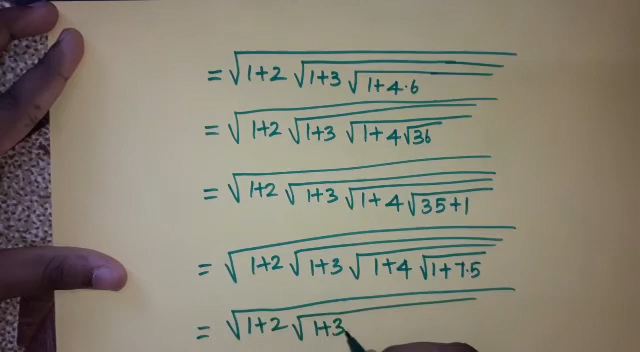 = √1+2 √1+3 √1+4·6
= √1+2 √1+3 √1+4√36
= √1+2 √1+3 √1+4 √35+1
= √1+2 √1+3 √1+4 √1+7.5
= √1+2 √1+3